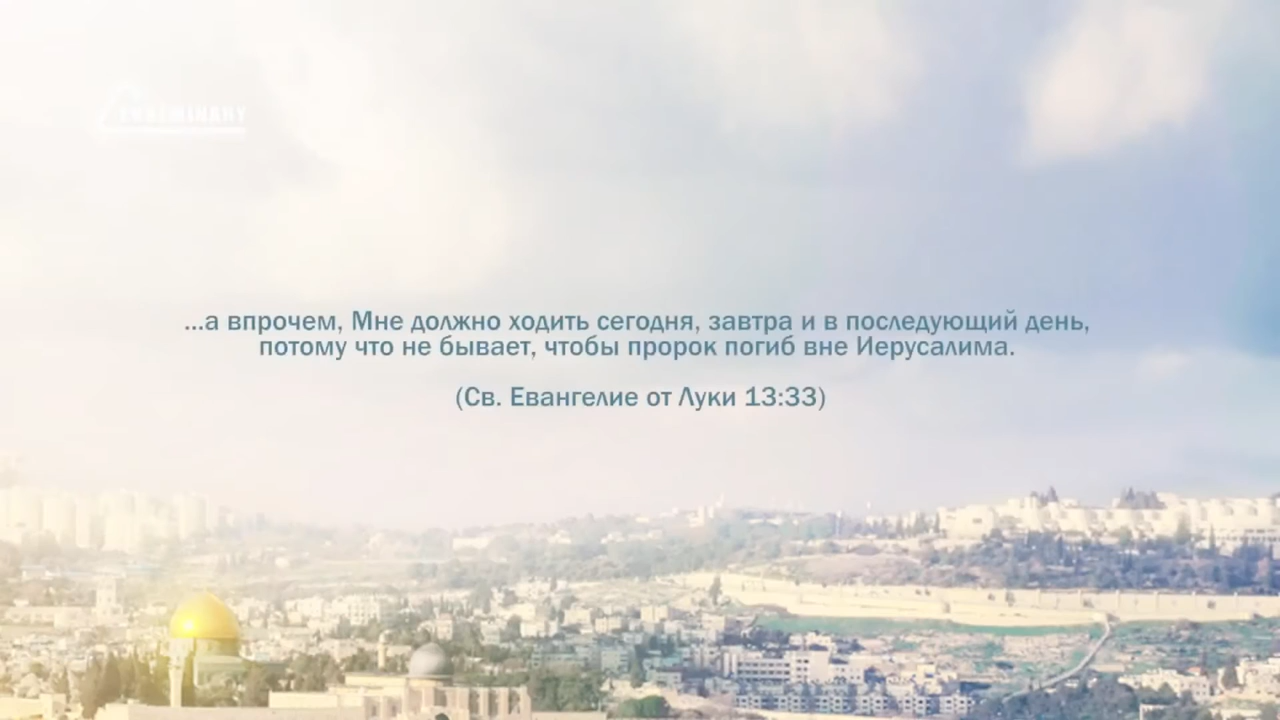 ...а впрочем, Мне должно ходить сегодня, завтра и в последующий день,
потому что не бывает, чтобы пророк погиб вне Иерусалима.
(Св. Евангелие от Луки 13:33)